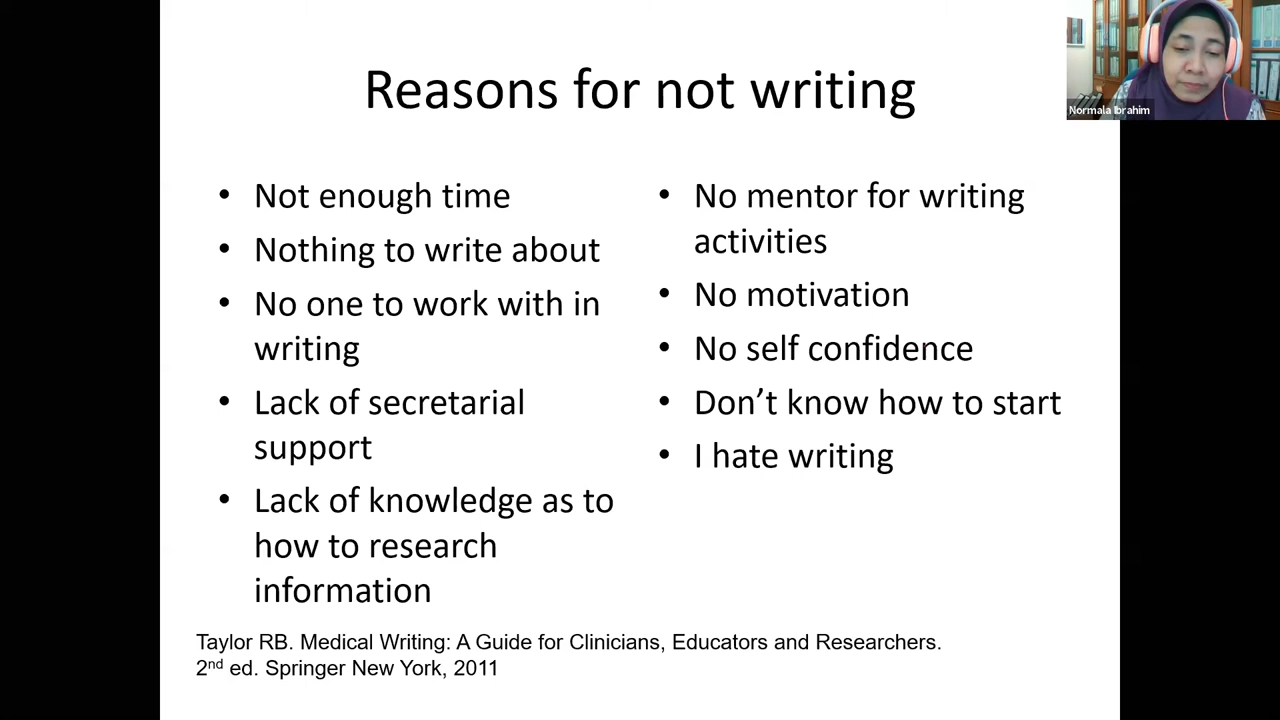 Reasons for not writing
Normala Ibrahim
• Not enough time
• Nothing to write about
• No one to work with in
writing
• Lack of secretarial
support
• Lack of knowledge as to
how to research
information
• No mentor for writing
activities
• No motivation
• No self confidence
• Don’t know how to start
• I hate writing
Taylor RB. Medical Writing: A Guide for Clinicians, Educators and Researchers.
2nd ed. Springer New York, 2011